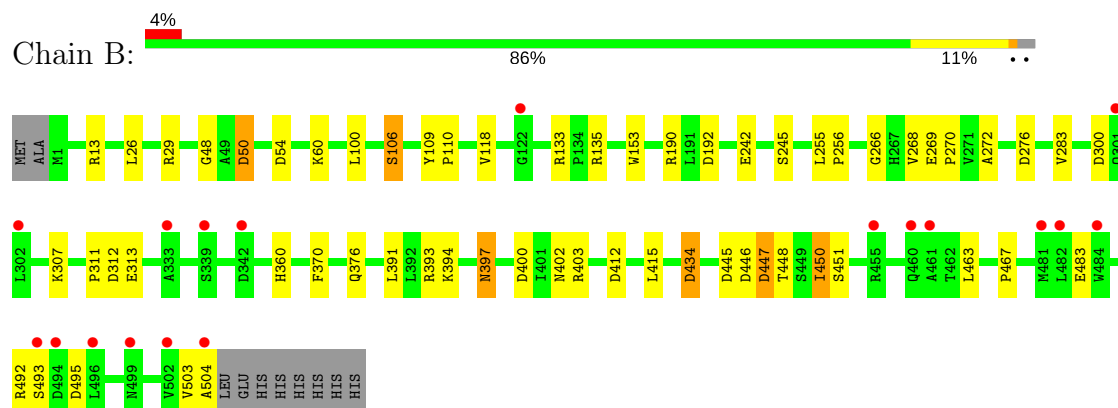 4%
Chain B:
86% 11% • •
MET ALA M1 R13 L26 R29 G48 A49 D50 D54 K60 L100 S106 Y109 P110 V118 G122 R133 P134 R135 W153 R190 L191 D192 E242 S245 L255 P256 G266 H267 V268 E269 P270 V271 A272 D276 V283 D300 Q301
L302 K307 P311 D312 E313 A333 S339 D342 H360 F370 Q376 L391 L392 R393 K394 N397 D400 I401 N402 R403 D412 L415 D434 D445 D446 D447 T448 S449 I450 S451 R455 Q460 A461 T462 L463 P467 M481 L482 E483 W484
R492 S493 D494 D495 L496 N499 V502 V503 A504 LEU GLU HIS HIS HIS HIS HIS HIS